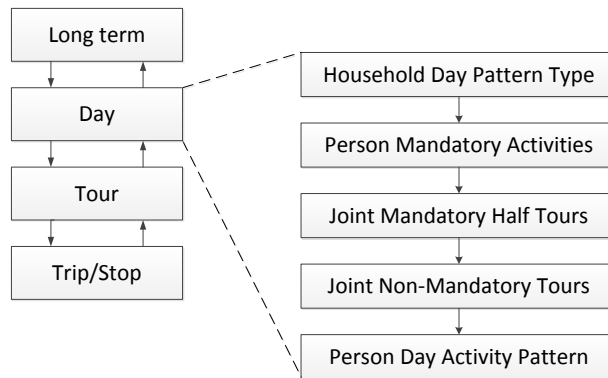 Long term
Day
Tour
Trip/Stop
Household Day Pattern Type
Person Mandatory Activities
Joint Mandatory Half Tours
Joint Non-Mandatory Tours
Person Day Activity Pattern